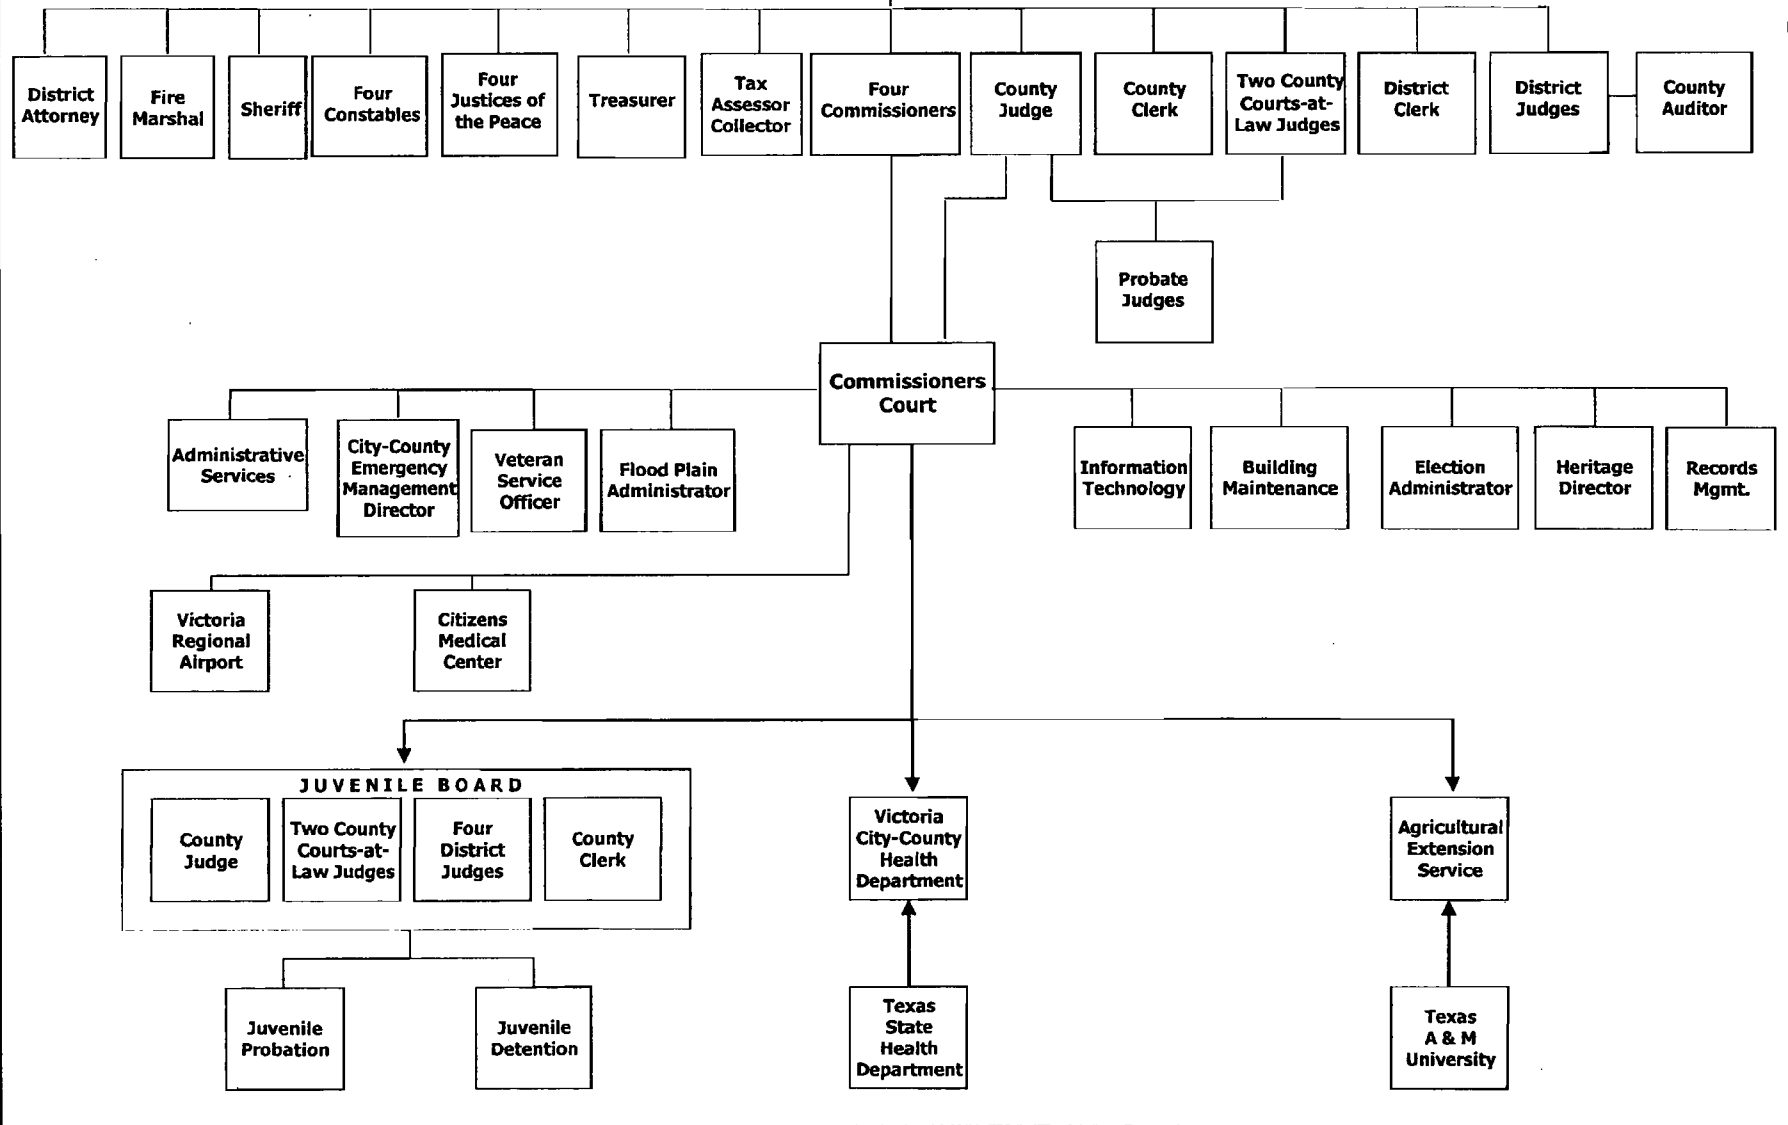 District
Attorney
Fire
Marshal
Sheriff
Four
Constables
Four
Justices of
the Peace
Treasurer
Tax
Assessor
Collector
Four
Commissioners
County
Judge
County
Clerk
Two County
Courts-at-
Law Judges
District
Clerk
District
Judges
County
Auditor
Probate
Judges
Commissioners
Court
Administrative
Services
City-County
Emergency
Management
Director
Veteran
Service
Officer
Flood Plain
Administrator
Information
Technology
Building
Maintenance
Election
Administrator
Heritage
Director
Records
Mgmt.
Victoria
Regional
Airport
Citizens
Medical
Center
JUVENILE BOARD
County
Judge
Two County
Courts-at-
Law Judges
Four
District
Judges
County
Clerk
Victoria
City-County
Health
Department
Agricultural
Extension
Service
Juvenile
Probation
Juvenile
Detention
Texas
State
Health
Department
Texas
A & M
University